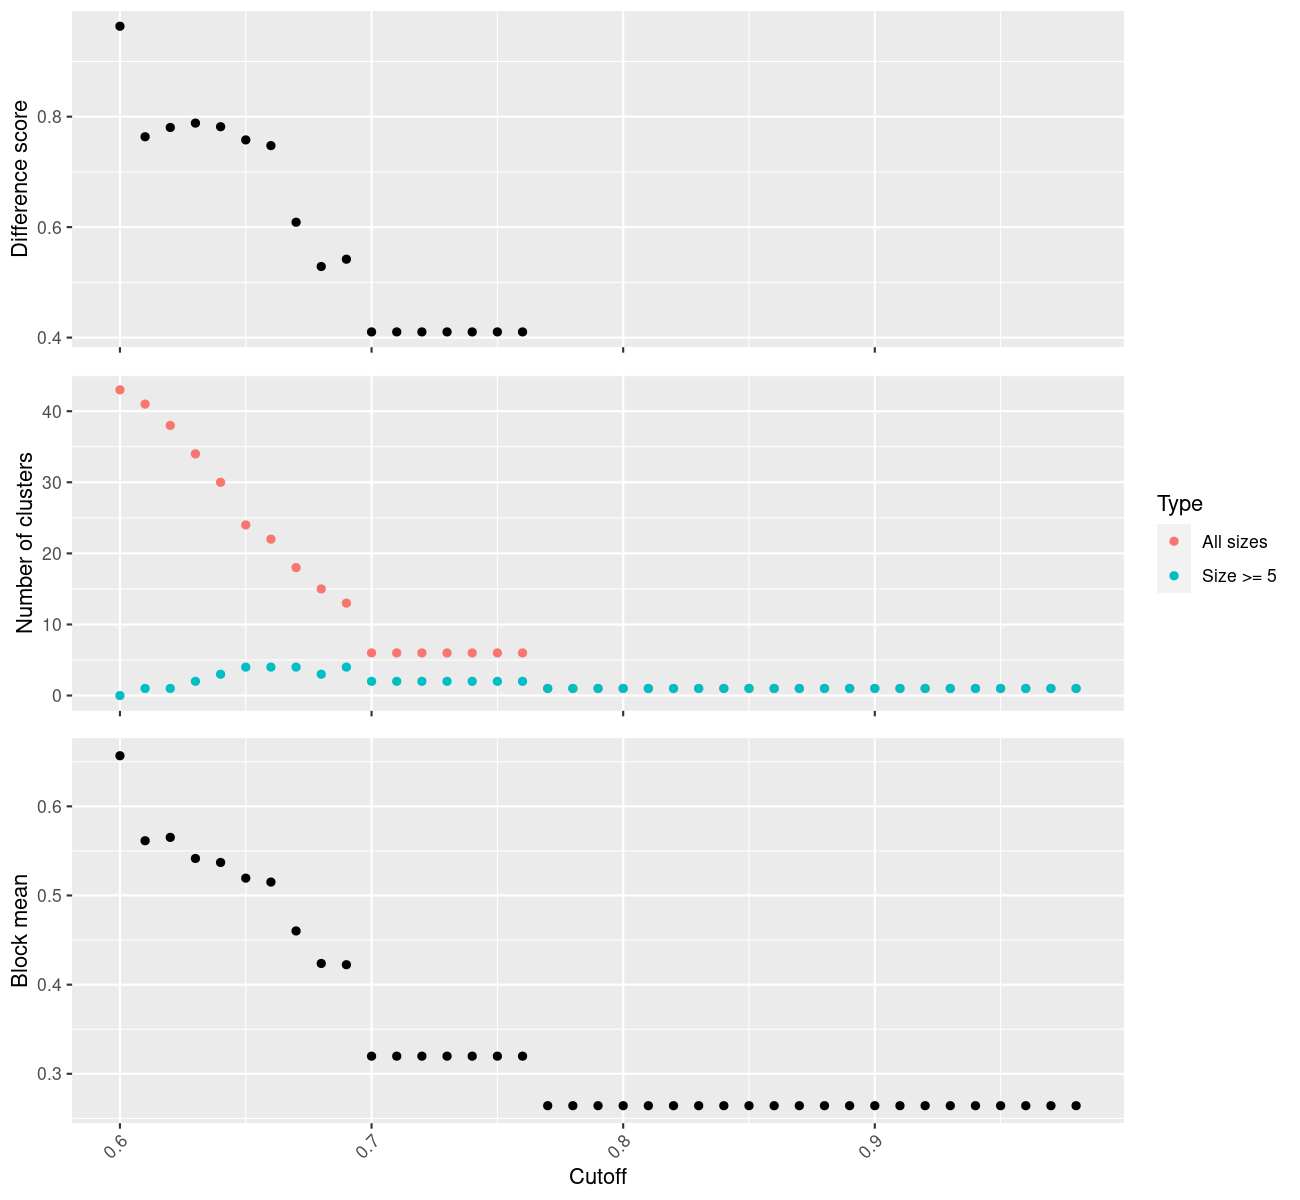 Difference score
0.8
0.6
0.4
Number of clusters
40
30
20
10
0
Type
All sizes
Size >= 5
Block mean
0.6
0.5
0.4
0.3
0.6
0.7
0.8
0.9
Cutoff